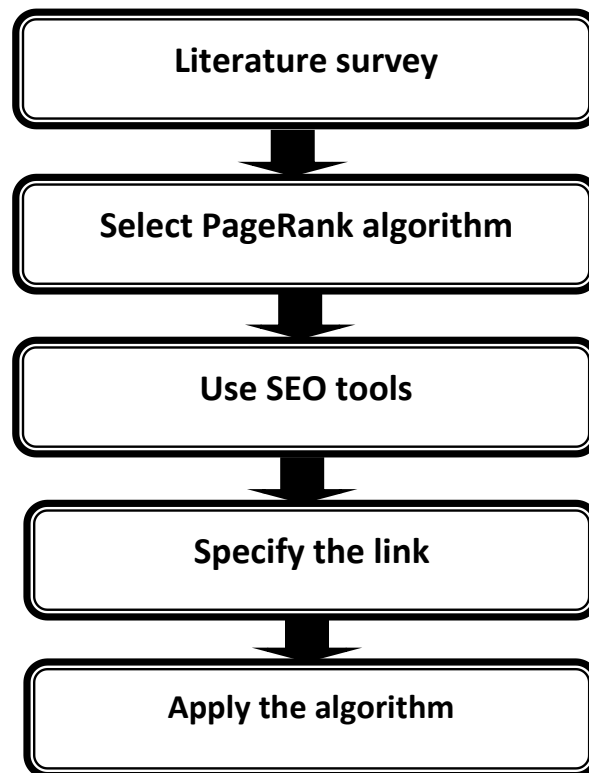 Literature survey
Select PageRank algorithm
Use SEO tools
Specify the link
Apply the algorithm